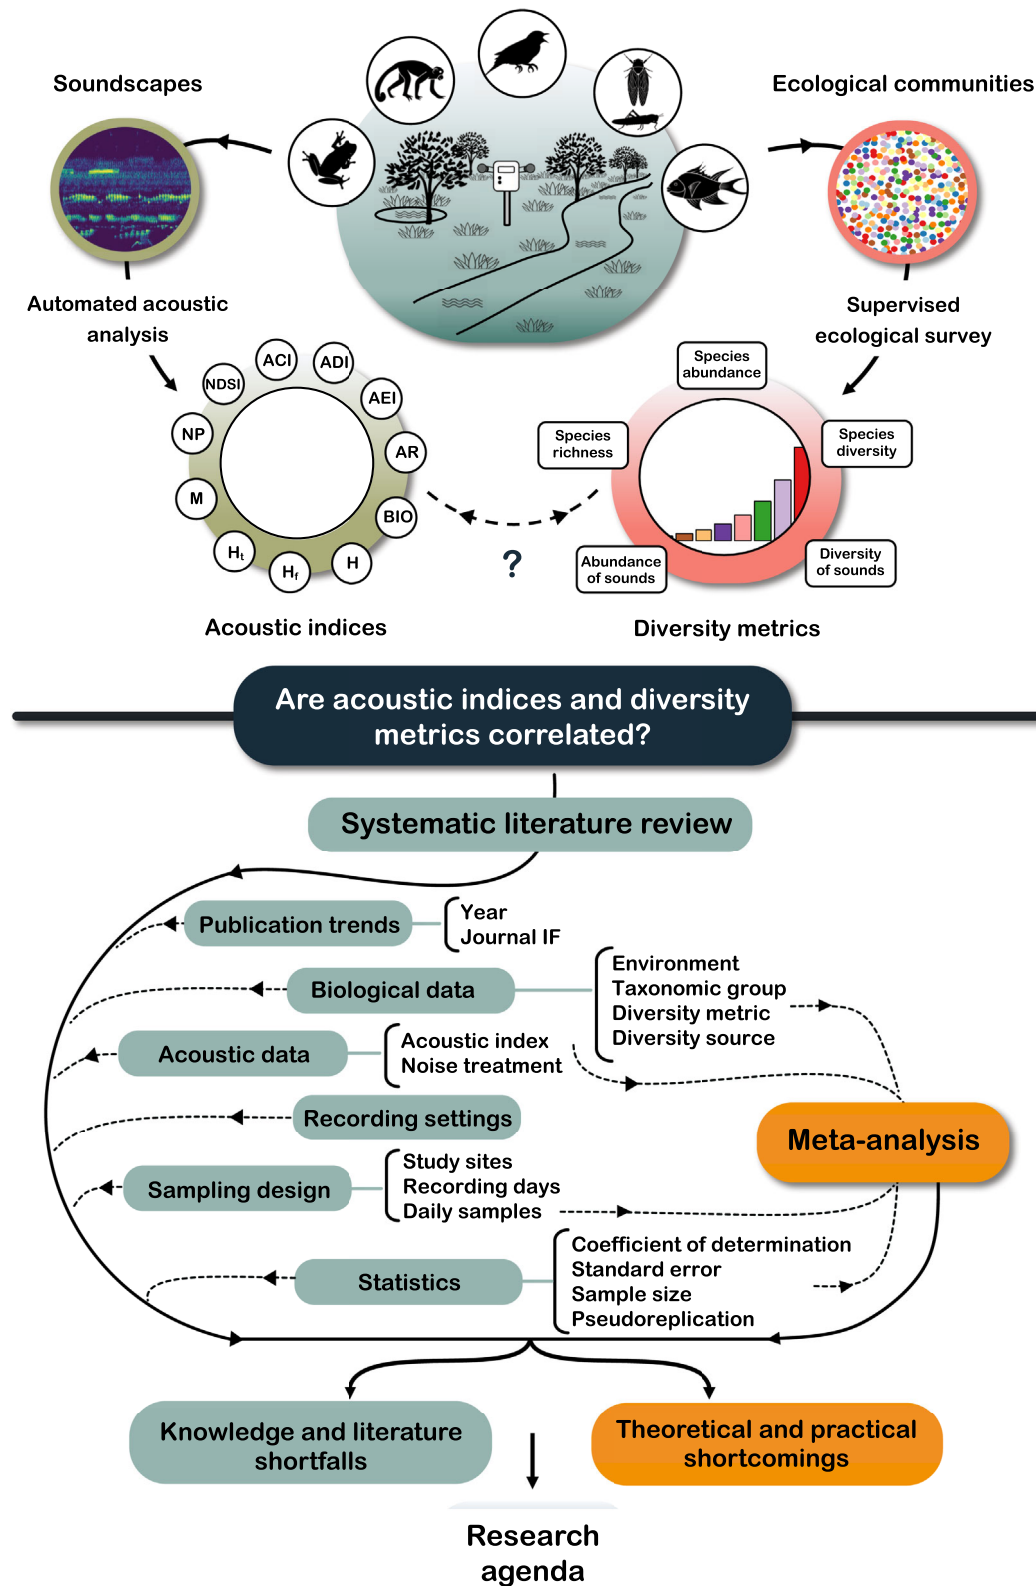 Soundscapes
Ecological communities
Automated acoustic
analysis
Supervised
ecological survey
ACI
ADI
NDSI
AEI
NP
AR
M
BIO
Ht
Hf
H
Species
abundance
Species
richness
Species
diversity
Abundance
of sounds
Diversity
of sounds
?
Acoustic indices
Diversity metrics
Are acoustic indices and diversity
metrics correlated?
Systematic literature review
Publication trends
Year
Journal IF
Biological data
Environment
Taxonomic group
Diversity metric
Diversity source
Acoustic data
Acoustic index
Noise treatment
Recording settings
Meta-analysis
Sampling design
Study sites
Recording days
Daily samples
Statistics
Coefficient of determination
Standard error
Sample size
Pseudoreplication
Knowledge and literature
shortfalls
Theoretical and practical
shortcomings
Research
agenda